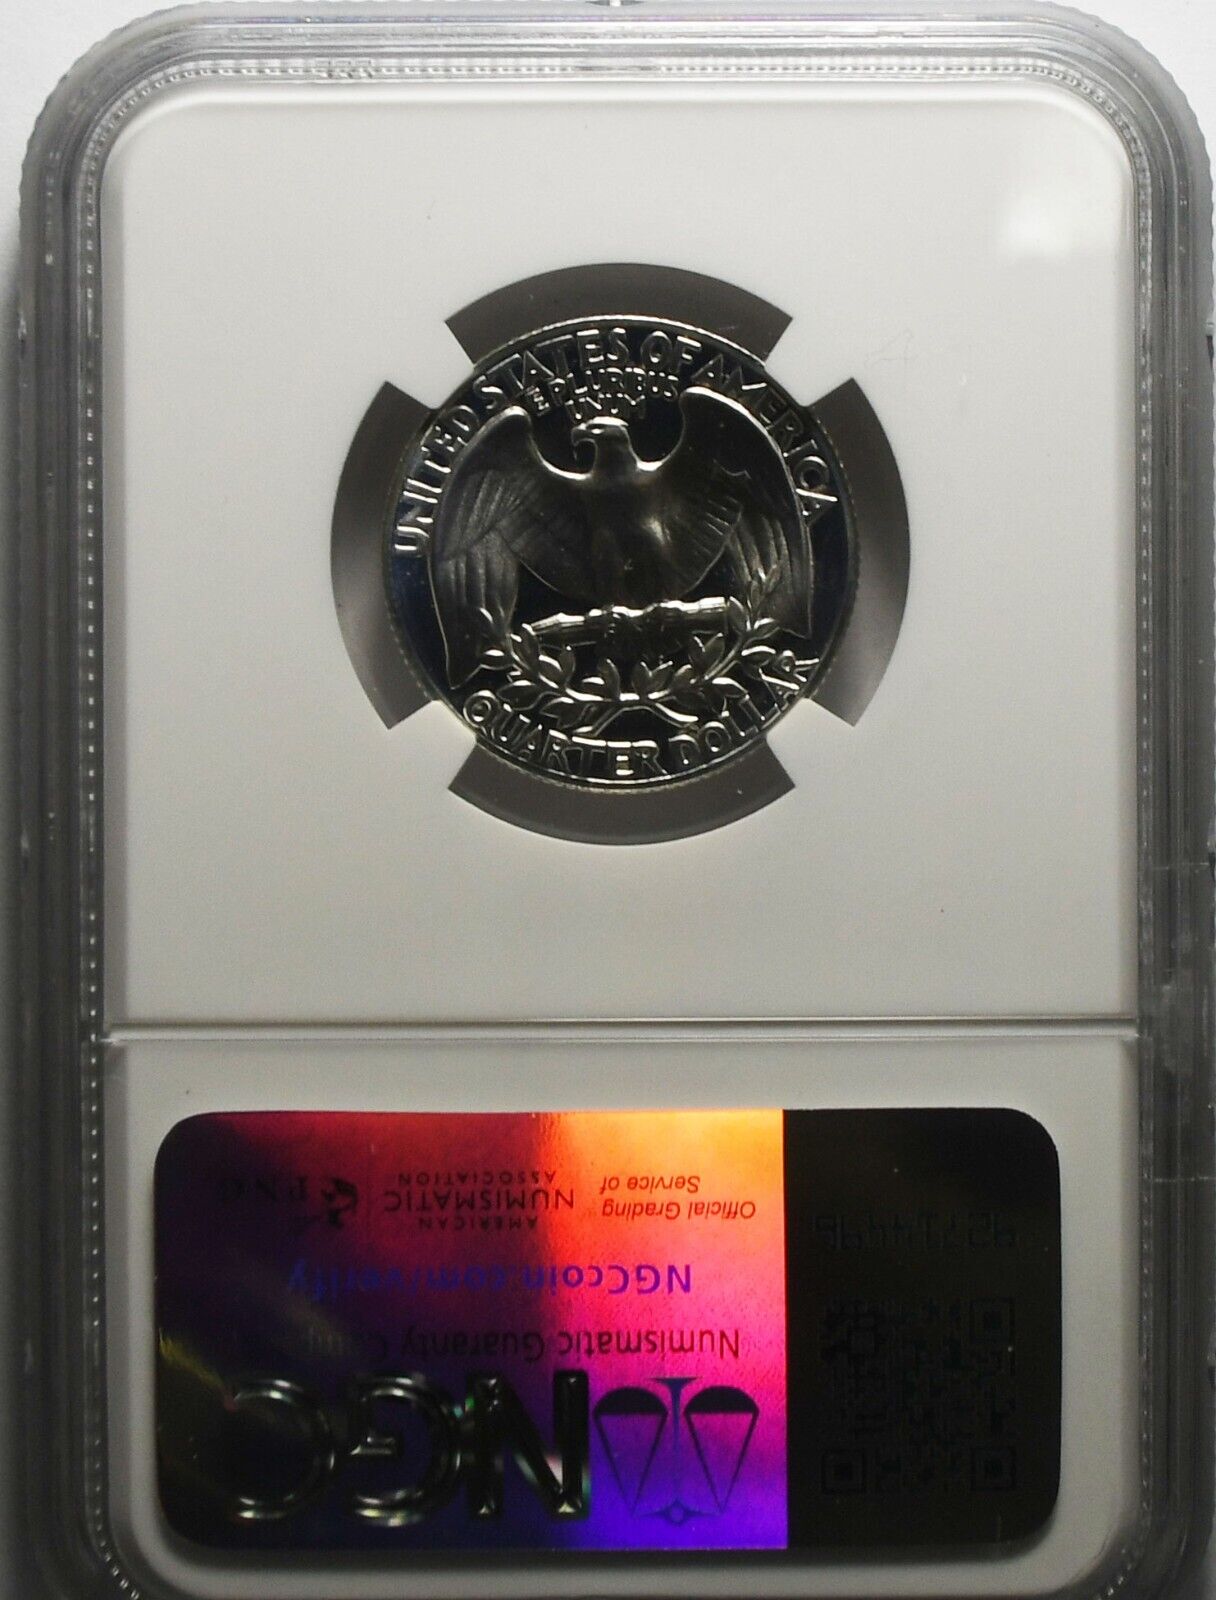 UNITED STATES OF AMERICA
E PLURIBUS
UNUM
QUARTER DOLLAR
NGC
Numismatic Guaranty
NGCcoin.com/verify
Official Grading
Service of
AMERICAN
NUMISMATIC
ASSOCIATION
PNG